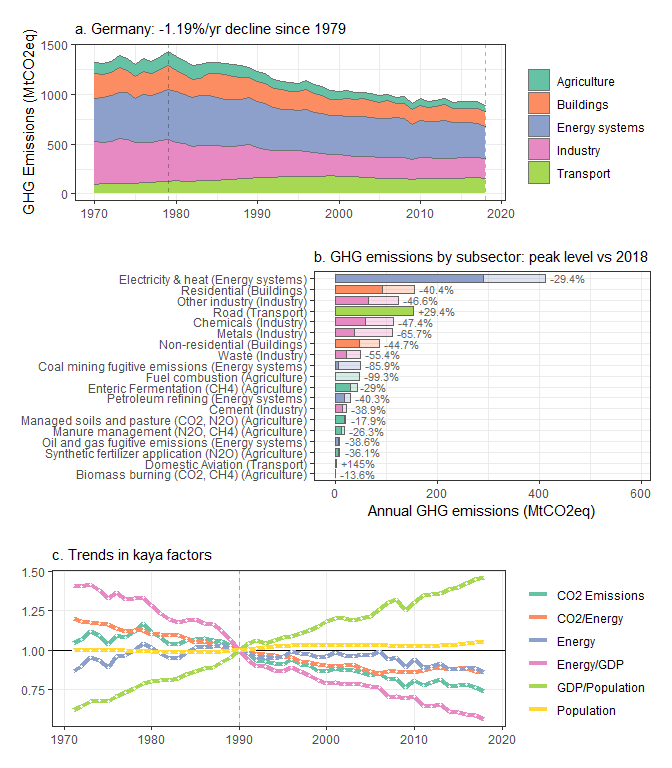 a. Germany: -1.19%/yr decline since 1979
GHG Emissions (MtCO2eq)
1500
1000
500
0
1970
1980
1990
2000
2010
2020
Agriculture
Buildings
Energy systems
Industry
Transport
b. GHG emissions by subsector: peak level vs 2018
Electricity & heat (Energy systems) -29.4%
Residential (Buildings) -40.4%
Other industry (Industry) -46.6%
Road (Transport) +29.4%
Chemicals (Industry) -47.4%
Metals (Industry) -65.7%
Non-residential (Buildings) -44.7%
Waste (Industry) -55.4%
Coal mining fugitive emissions (Energy systems) -85.9%
Fuel combustion (Agriculture) -99.3%
Enteric Fermentation (CH4) (Agriculture) -29%
Petroleum refining (Energy systems) -40.3%
Cement (Industry) -38.9%
Managed soils and pasture (CO2, N2O) (Agriculture) -17.9%
Manure management (N2O, CH4) (Agriculture) -26.3%
Oil and gas fugitive emissions (Energy systems) -38.6%
Synthetic fertilizer application (N2O) (Agriculture) -36.1%
Domestic Aviation (Transport) +145%
Biomass burning (CO2, CH4) (Agriculture) -13.6%
0
200
400
600
Annual GHG emissions (MtCO2eq)
c. Trends in kaya factors
1.50
1.25
1.00
0.75
1970
1980
1990
2000
2010
2020
CO2 Emissions
CO2/Energy
Energy
Energy/GDP
GDP/Population
Population